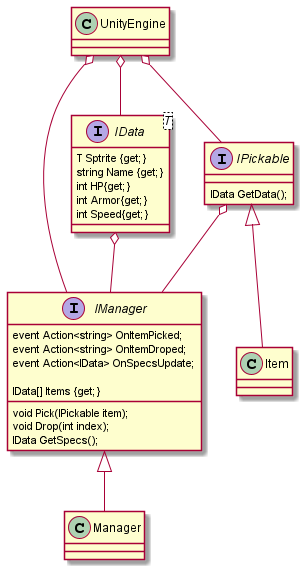 C UnityEngine
I IData
T
T Sptrite {get; }
string Name {get; }
int HP{get; }
int Armor{get; }
int Speed{get; }
I IPickable
IData GetData();
I IManager
event Action<string> OnItemPicked;
event Action<string> OnItemDroped;
event Action<IData> OnSpecsUpdate;
IData[] Items {get; }
void Pick(IPickable item);
void Drop(int index);
IData GetSpecs();
C Item
C Manager